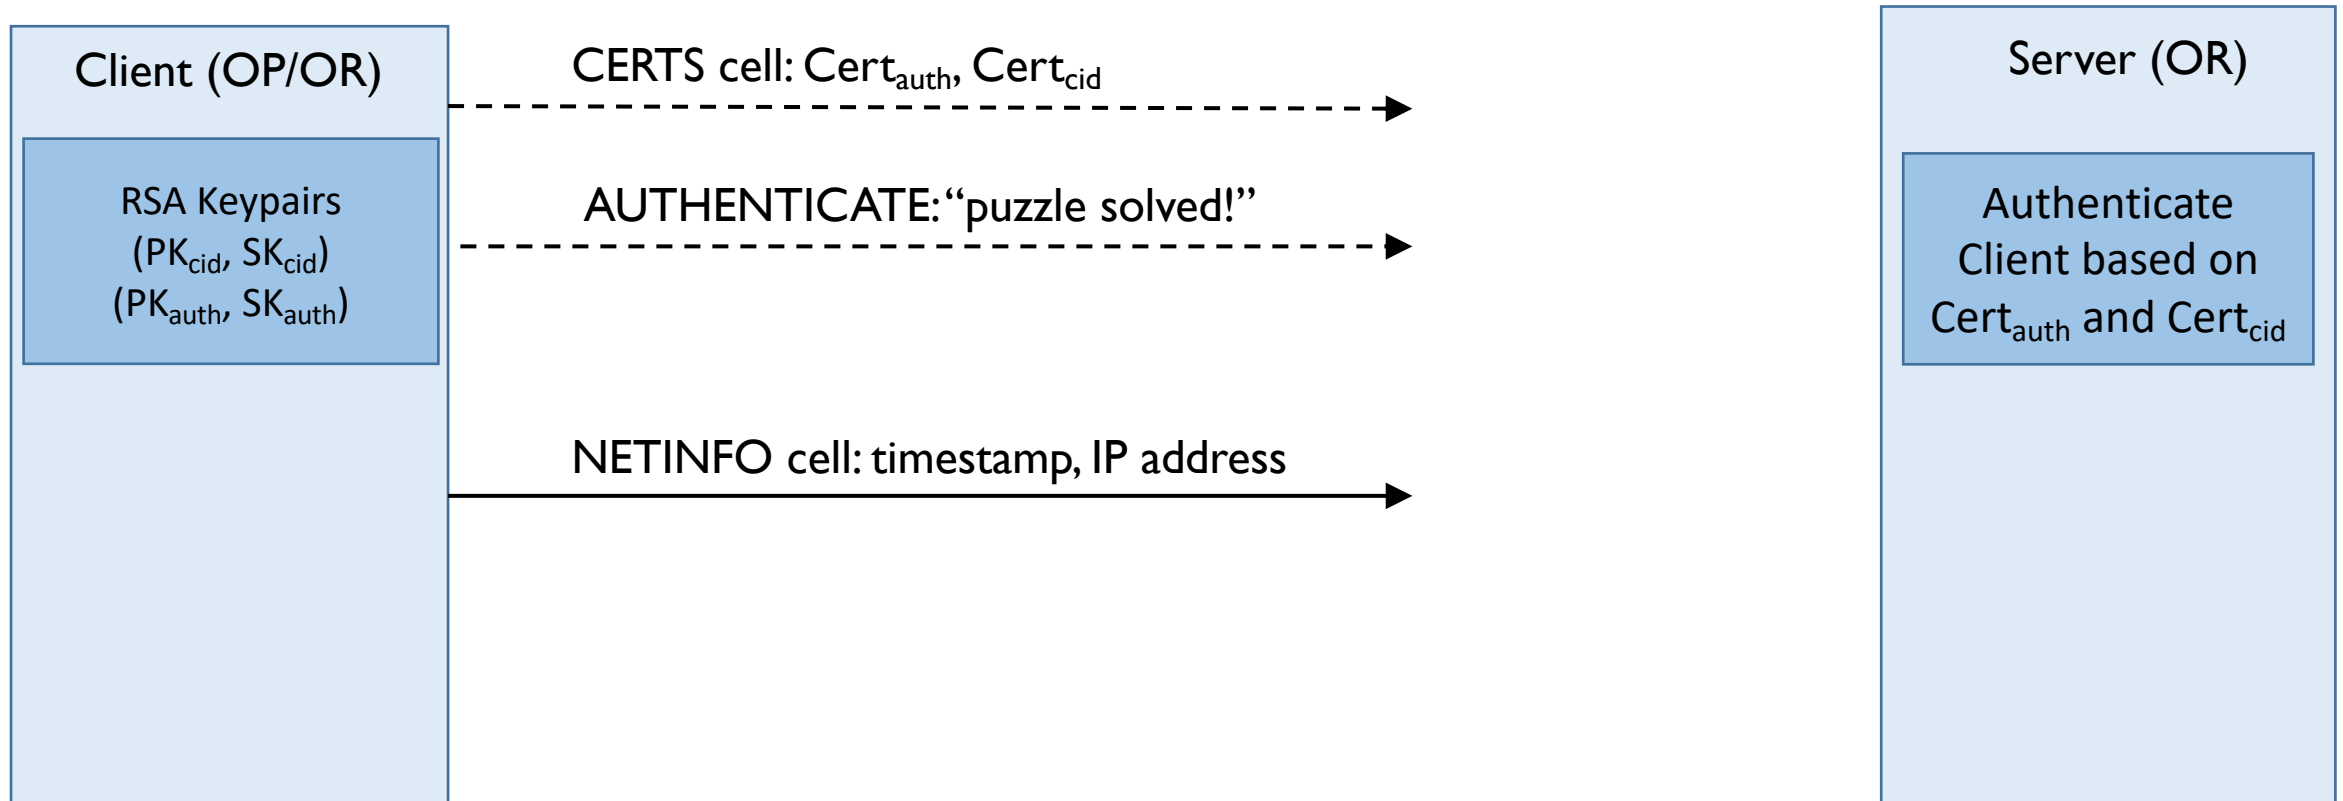 Client (OP/OR)
RSA Keypairs
(PKcid, SKcid)
(PKauth, SKauth)
CERTS cell: Certauth, Certcid
AUTHENTICATE: “puzzle solved!”
NETINFO cell: timestamp, IP address
Server (OR)
Authenticate
Client based on
Certauth and Certcid